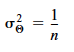 σ²_Θ = 1/n